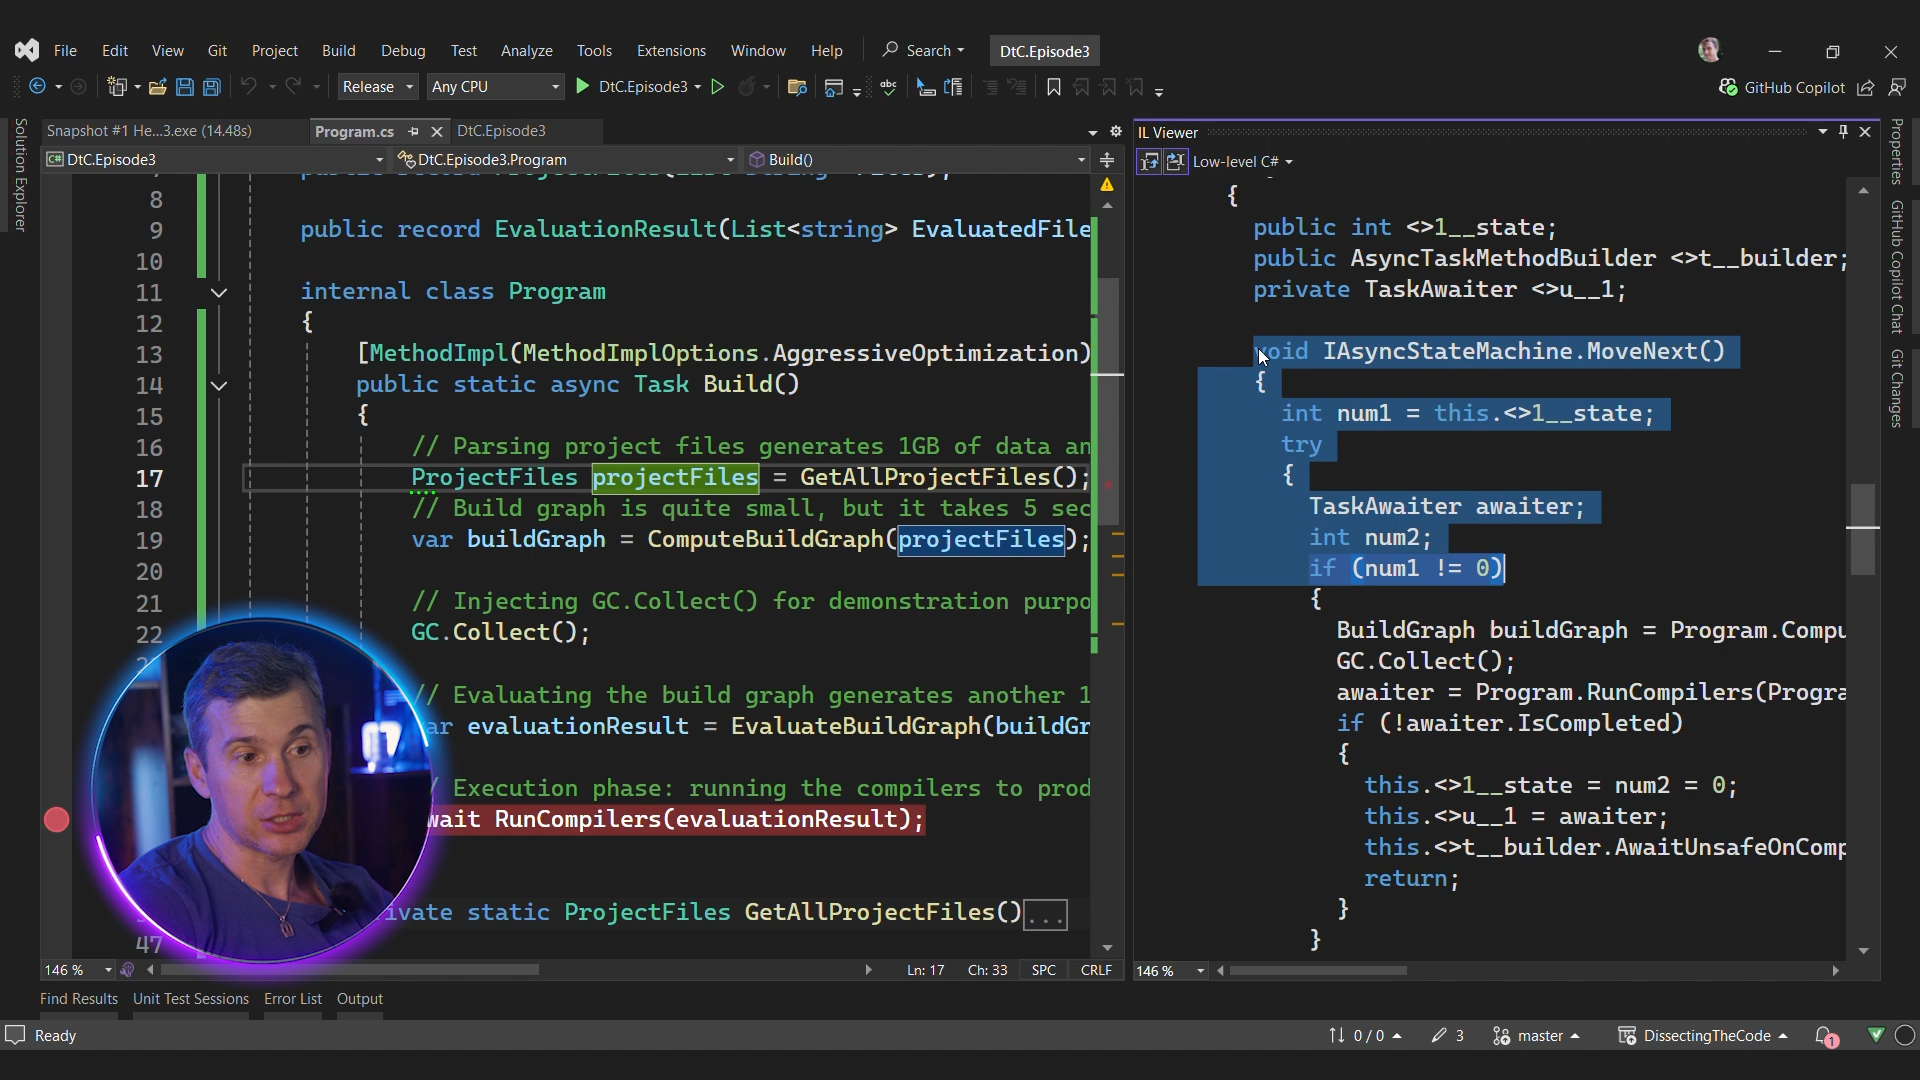 File Edit View Git Project Build Debug Test Analyze Tools Extensions Window Help Search DtC.Episode3
Release Any CPU DtC.Episode3 GitHub Copilot
Snapshot #1 He...3.exe (14.48s) Program.cs DtC.Episode3
DtC.Episode3 DtC.Episode3.Program Build()
8
9 public record EvaluationResult(List<string> EvaluatedFile
10
11 internal class Program
12 {
13 [MethodImpl(MethodImplOptions.AggressiveOptimization)
14 public static async Task Build()
15 {
16 // Parsing project files generates 1GB of data an
17 ProjectFiles projectFiles = GetAllProjectFiles();
18 // Build graph is quite small, but it takes 5 sec
19 var buildGraph = ComputeBuildGraph(projectFiles);
20
21 // Injecting GC.Collect() for demonstration purpo
22 GC.Collect();
// Evaluating the build graph generates another 1
ar evaluationResult = EvaluateBuildGraph(buildGr
/ Execution phase: running the compilers to prod
wait RunCompilers(evaluationResult);
ivate static ProjectFiles GetAllProjectFiles()...
47
146 % Ln: 17 Ch: 33 SPC CRLF
IL Viewer
Low-level C#
{
public int <>1__state;
public AsyncTaskMethodBuilder <>t__builder;
private TaskAwaiter <>u__1;
void IAsyncStateMachine.MoveNext()
{
int num1 = this.<>1__state;
try
{
TaskAwaiter awaiter;
int num2;
if (num1 != 0)
{
BuildGraph buildGraph = Program.Compu
GC.Collect();
awaiter = Program.RunCompilers(Progra
if (!awaiter.IsCompleted)
{
this.<>1__state = num2 = 0;
this.<>u__1 = awaiter;
this.<>t__builder.AwaitUnsafeOnComp
return;
}
}
146 %
Solution Explorer
Properties
GitHub Copilot Chat
Git Changes
Find Results Unit Test Sessions Error List Output
Ready 0 / 0 3 master DissectingTheCode 1